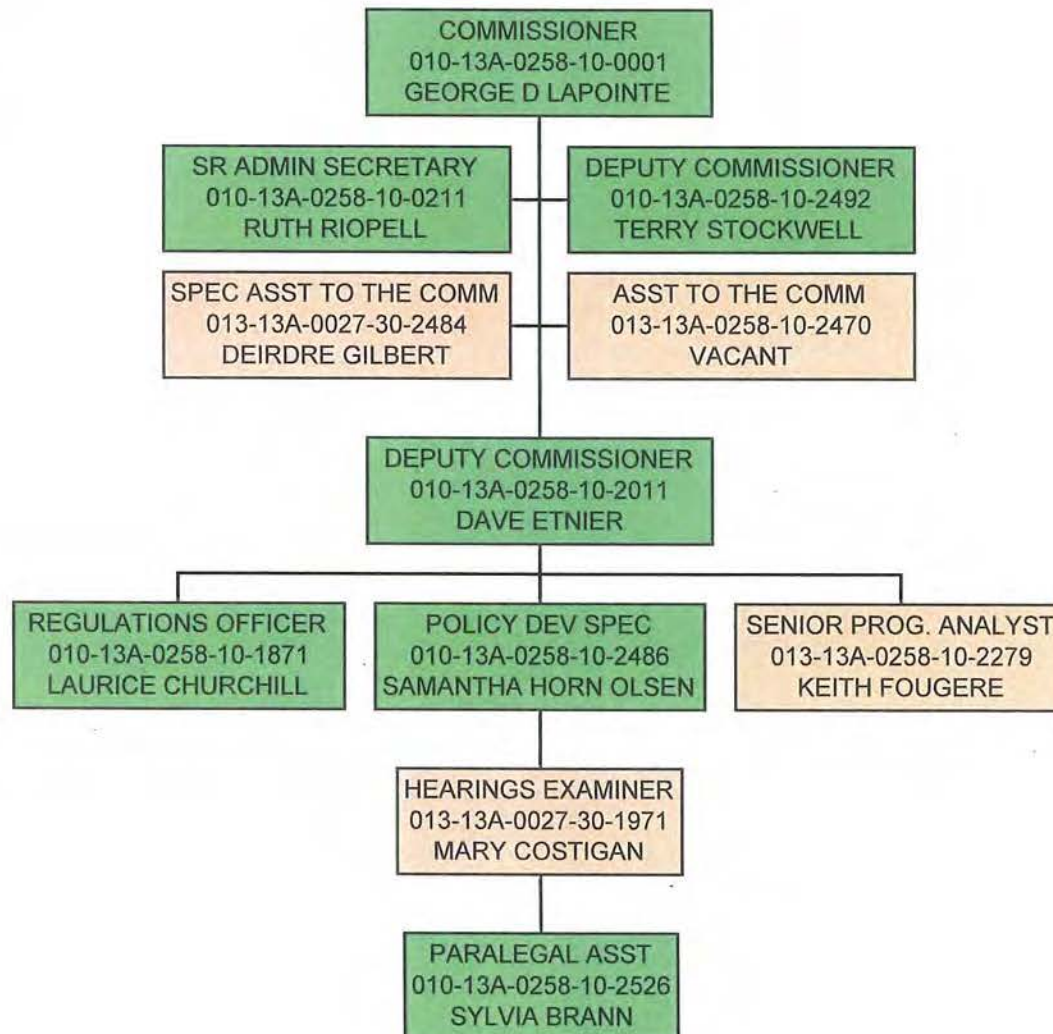 COMMISSIONER
010-13A-0258-10-0001
GEORGE D LAPOINTE
SR ADMIN SECRETARY
010-13A-0258-10-0211
RUTH RIOPELL
DEPUTY COMMISSIONER
010-13A-0258-10-2492
TERRY STOCKWELL
SPEC ASST TO THE COMM
013-13A-0027-30-2484
DEIRDRE GILBERT
ASST TO THE COMM
013-13A-0258-10-2470
VACANT
DEPUTY COMMISSIONER
010-13A-0258-10-2011
DAVE ETNIER
REGULATIONS OFFICER
010-13A-0258-10-1871
LAURICE CHURCHILL
POLICY DEV SPEC
010-13A-0258-10-2486
SAMANTHA HORN OLSEN
SENIOR PROG. ANALYST
013-13A-0258-10-2279
KEITH FOUGERE
HEARINGS EXAMINER
013-13A-0027-30-1971
MARY COSTIGAN
PARALEGAL ASST
010-13A-0258-10-2526
SYLVIA BRANN